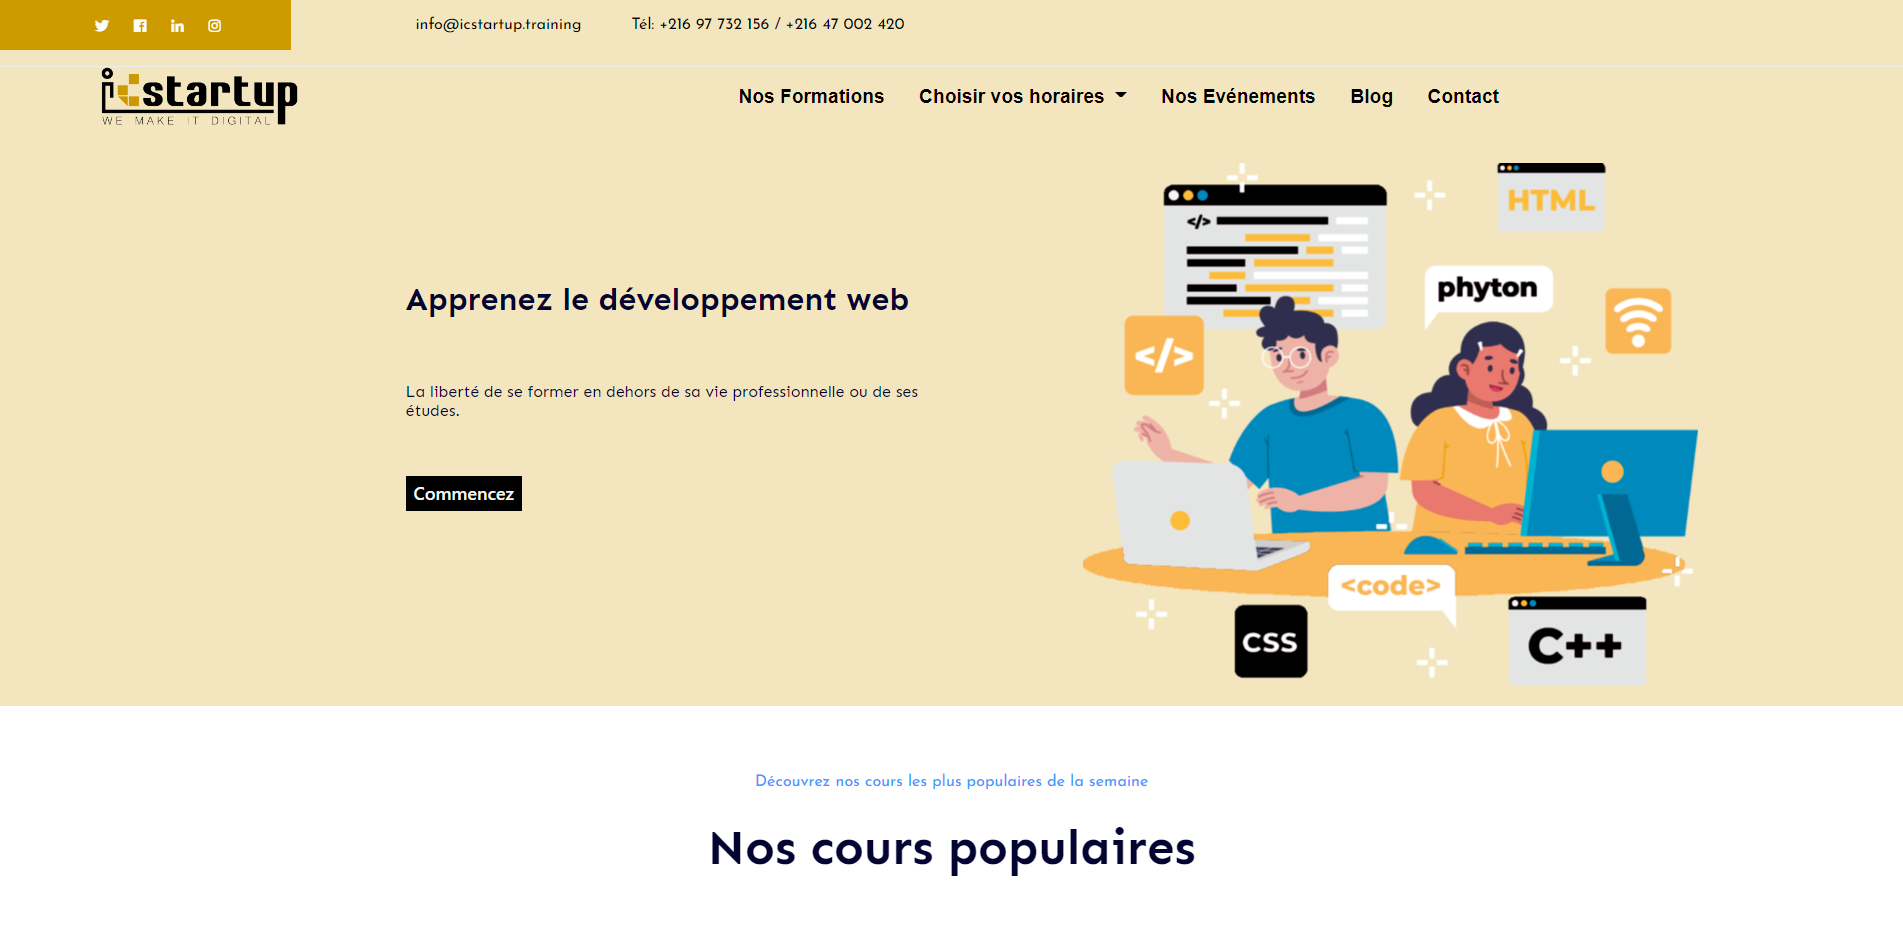 info@icstartup.training
Tél: +216 97 732 156 / +216 47 002 420
icstartup
WE MAKE IT DIGITAL
Nos Formations
Choisir vos horaires
Nos Evénements
Blog
Contact
HTML
</>
phyton
Apprenez le développement web
</>
La liberté de se former en dehors de sa vie professionnelle ou de ses
études.
Commencez
<code>
CSS
C++
Découvrez nos cours les plus populaires de la semaine
Nos cours populaires